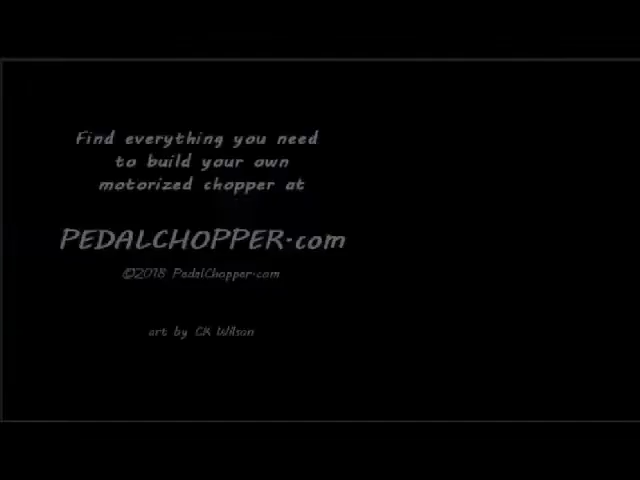 Find everything you need
to build your own
motorized chopper at
PEDALCHOPPER.com
©2018 PedalChopper.com
art by CK Wilson